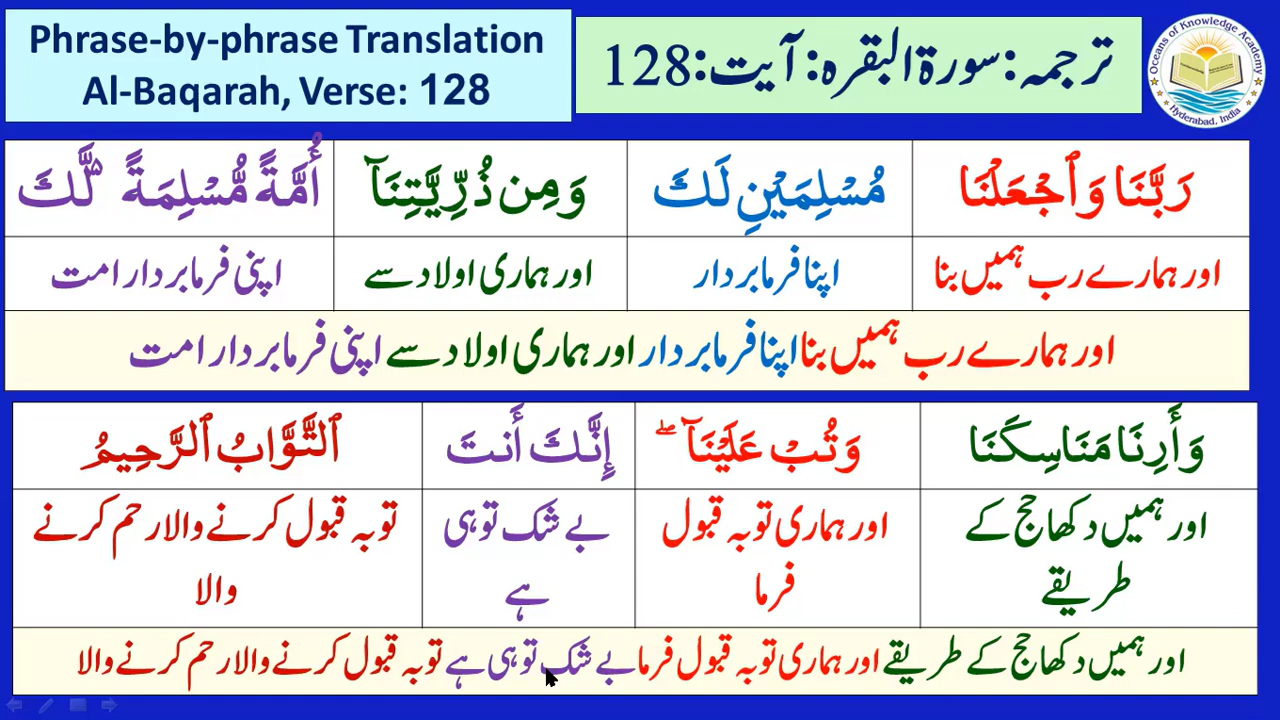 Phrase-by-phrase Translation
Al-Baqarah, Verse: 128
ترجمہ: سورۃ البقرہ: آیت: 128
Oceans of Knowledge Academy
Hyderabad, India
رَبَّنَا وَٱجْعَلْنَا مُسْلِمَيْنِ لَكَ وَمِن ذُرِّيَّتِنَآ أُمَّةً مُّسْلِمَةً لَّكَ
اور ہمارے رب ہمیں بنا اپنا فرمابردار اور ہماری اولاد سے اپنی فرمابردار امت
اور ہمارے رب ہمیں بنا اپنا فرمابردار اور ہماری اولاد سے اپنی فرمابردار امت
وَأَرِنَا مَنَاسِكَنَا وَتُبْ عَلَيْنَآ ۖ إِنَّكَ أَنتَ ٱلتَّوَّابُ ٱلرَّحِيمُ
اور ہمیں دکھا حج کے
طریقے
اور ہماری توبہ قبول
فرما
بے شک تو ہی
ہے
توبہ قبول کرنے والا رحم کرنے
والا
اور ہمیں دکھا حج کے طریقے اور ہماری توبہ قبول فرما بے شک تو ہی ہے توبہ قبول کرنے والا رحم کرنے والا